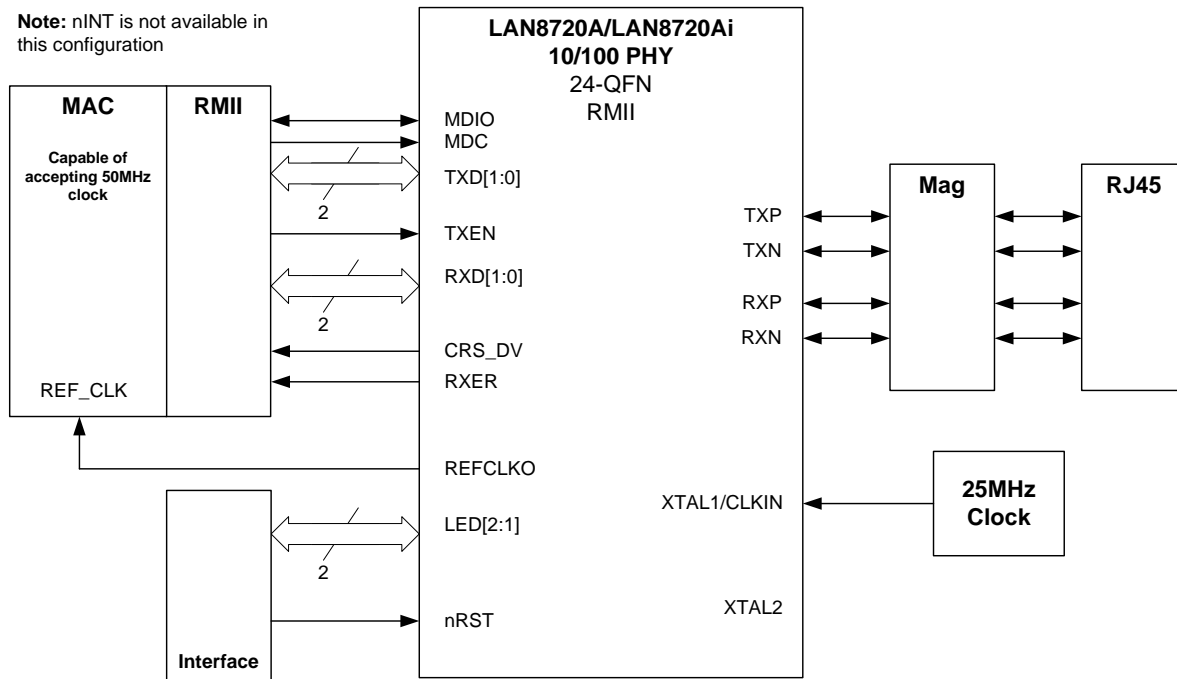 Note: nINT is not available in
this configuration
LAN8720A/LAN8720Ai
10/100 PHY
24-QFN
RMII
MAC
RMII
Capable of
accepting 50MHz
clock
REF_CLK
MDIO
MDC
TXD[1:0]
2
TXEN
RXD[1:0]
2
CRS_DV
RXER
REFCLKO
LED[2:1]
2
nRST
Interface
TXP
TXN
RXP
RXN
Mag
RJ45
XTAL1/CLKIN
25MHz
Clock
XTAL2